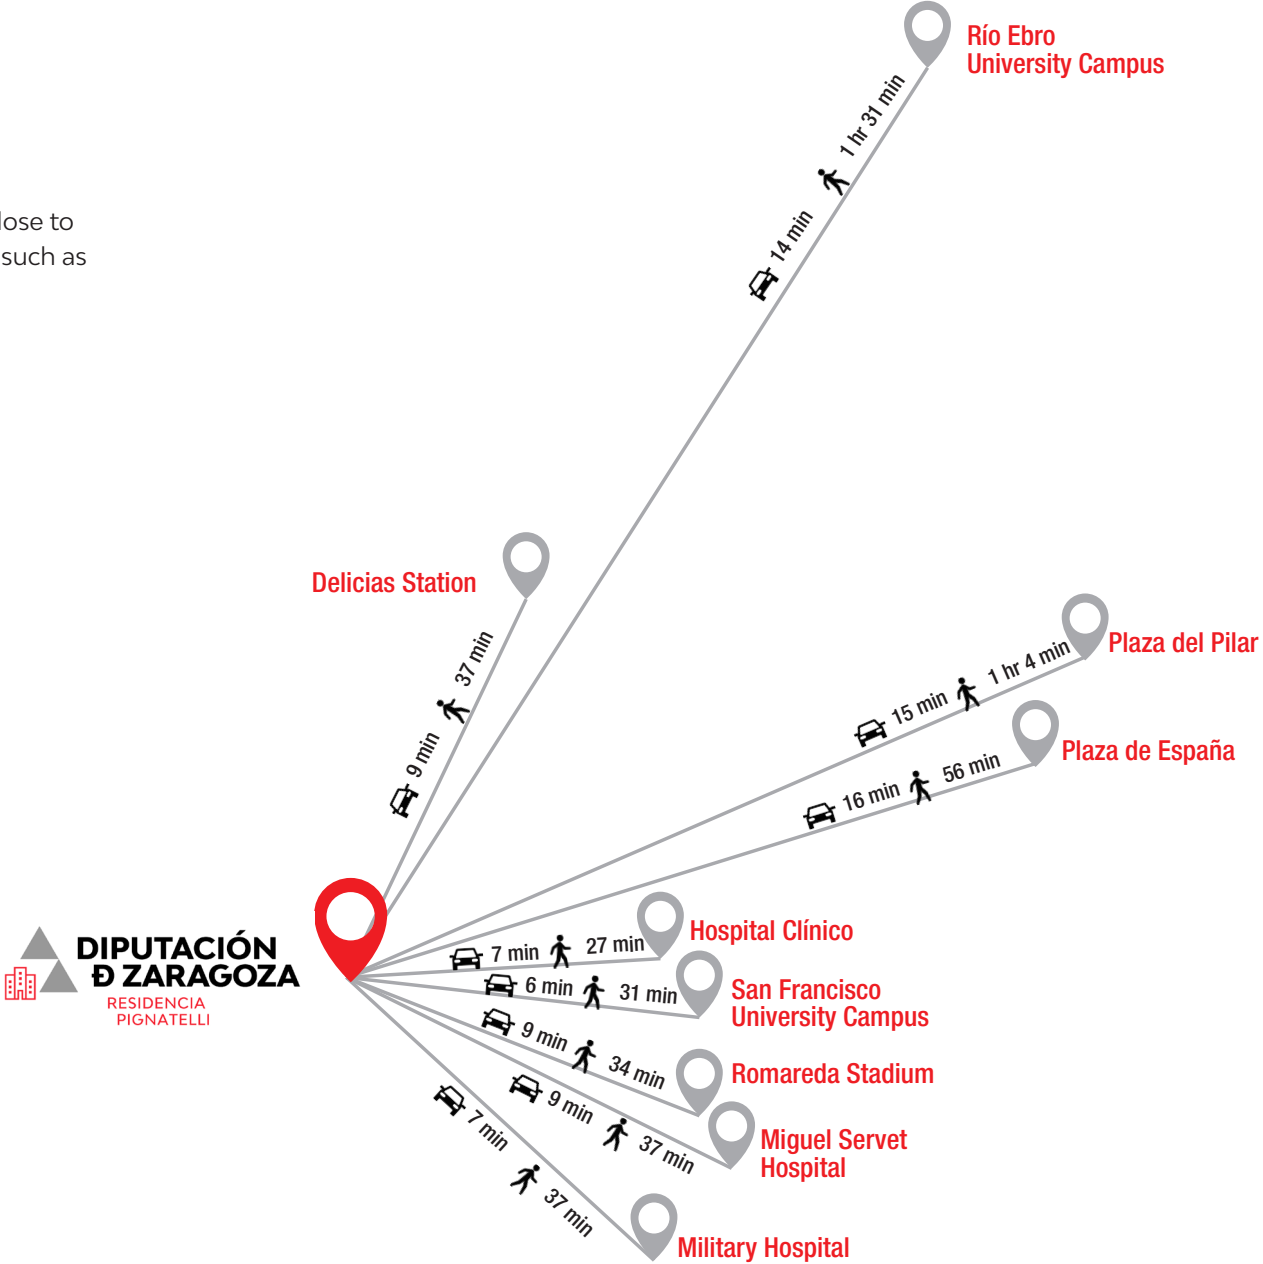 Río Ebro
University Campus
1 hr 31 min
14 min
such as
Delicias Station
37 min
9 min
Plaza del Pilar
1 hr 4 min
15 min
Plaza de España
56 min
16 min
Hospital Clínico
7 min
27 min
San Francisco
University Campus
6 min
31 min
Romareda Stadium
9 min
34 min
Miguel Servet
Hospital
9 min
37 min
Military Hospital
7 min
37 min
DIPUTACIÓN
Ð ZARAGOZA
RESIDENCIA
PIGNATELLI